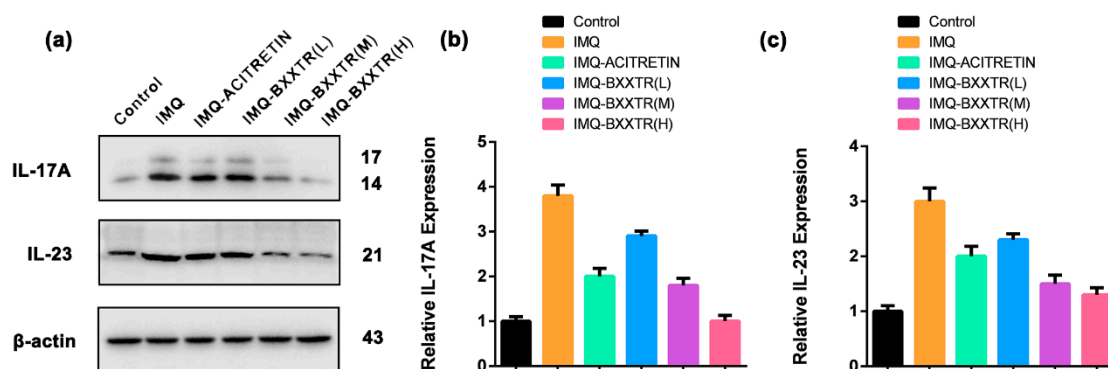 (a)
Control
IMQ
IMQ-ACITRETIN
IMQ-BXXTR(L)
IMQ-BXXTR(M)
IMQ-BXXTR(H)
IL-17A
17
14
IL-23
21
β-actin
43
(b)
Control
IMQ
IMQ-ACITRETIN
IMQ-BXXTR(L)
IMQ-BXXTR(M)
IMQ-BXXTR(H)
Relative IL-17A Expression
5
4
3
2
1
0
(c)
Control
IMQ
IMQ-ACITRETIN
IMQ-BXXTR(L)
IMQ-BXXTR(M)
IMQ-BXXTR(H)
Relative IL-23 Expression
4
3
2
1
0